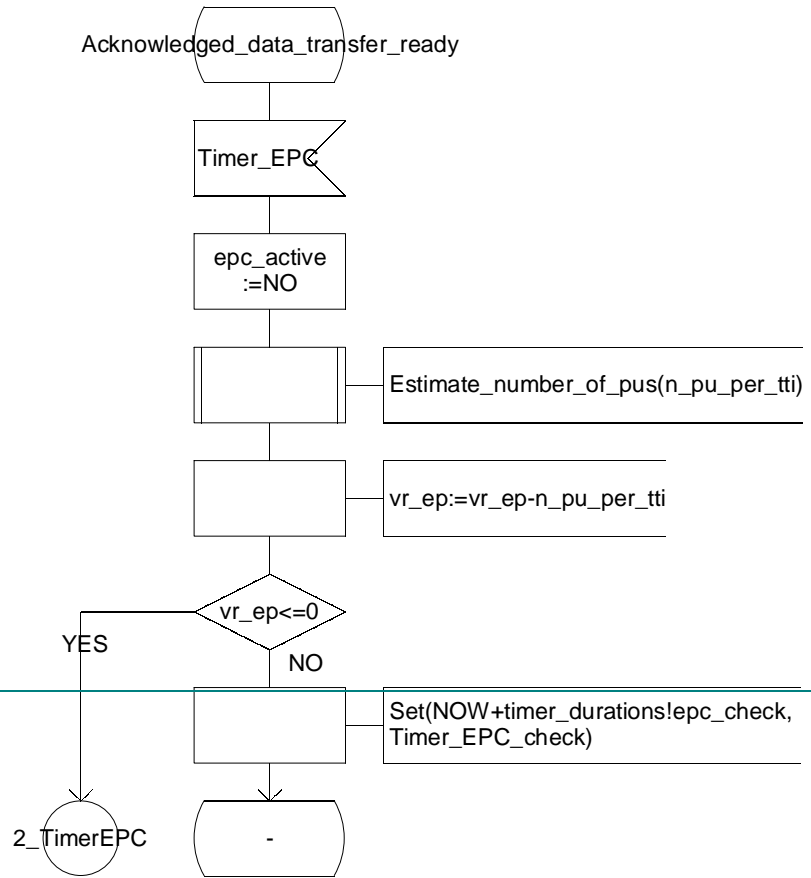 Acknowledged_data_transfer_ready
Timer_EPC
epc_active
:=NO
Estimate_number_of_pus(n_pu_per_tti)
vr_ep:=vr_ep-n_pu_per_tti
vr_ep<=0
YES
NO
Set(NOW+timer_durations!epc_check,
Timer_EPC_check)
2_TimerEPC
-